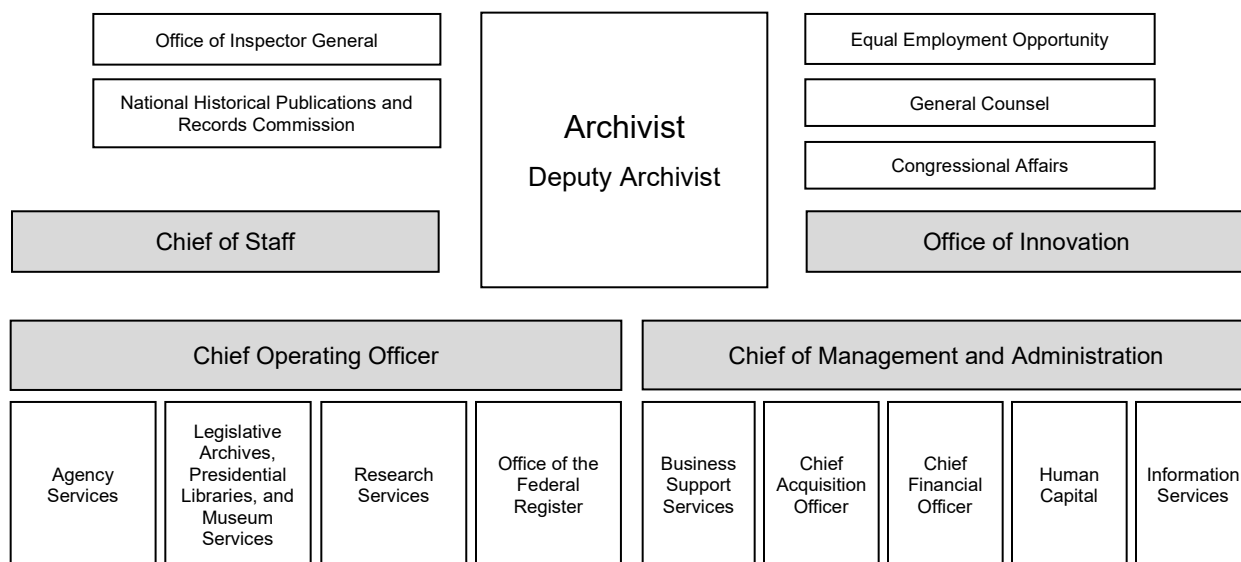 Office of Inspector General
National Historical Publications and
Records Commission
Archivist
Deputy Archivist
Equal Employment Opportunity
General Counsel
Congressional Affairs
Chief of Staff
Office of Innovation
Chief Operating Officer
Chief of Management and Administration
Agency
Services
Legislative
Archives,
Presidential
Libraries, and
Museum
Services
Research
Services
Office of the
Federal
Register
Business
Support
Services
Chief
Acquisition
Officer
Chief
Financial
Officer
Human
Capital
Information
Services